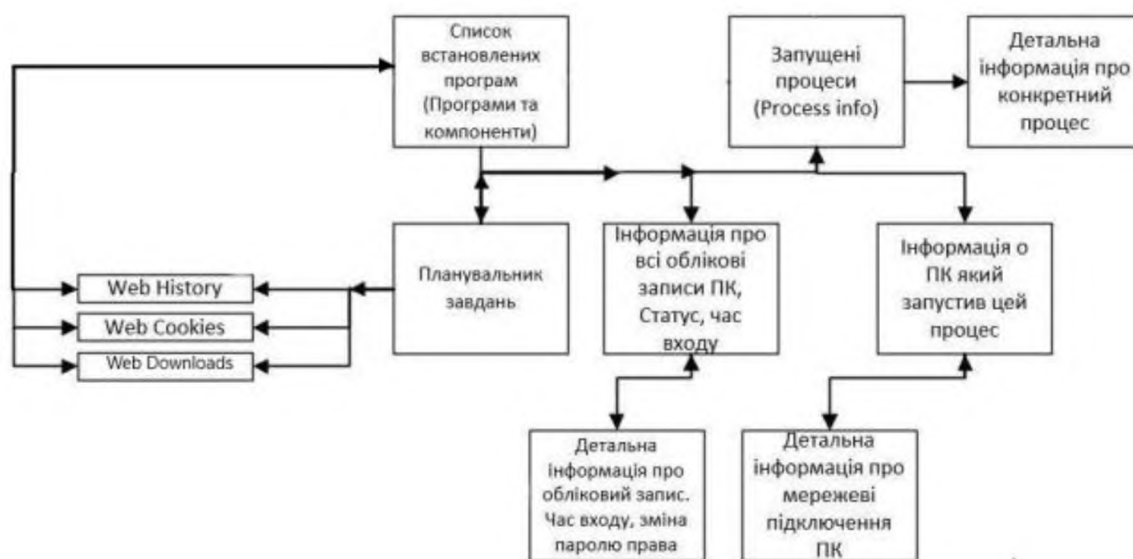 Список
встановлених
програм
(Програми та
компоненти)
Запущені
процеси
(Process info)
Детальна
інформація про
конкретний
процес
Web History
Web Cookies
Web Downloads
Планувальник
завдань
Інформація про
всі облікові
записи ПК,
Статус, час
входу
Інформація о
ПК який
запустив цей
процес
Детальна
інформація про
обліковий запис.
Час входу, зміна
паролю права
Детальна
інформація про
мережеві
підключення
ПК